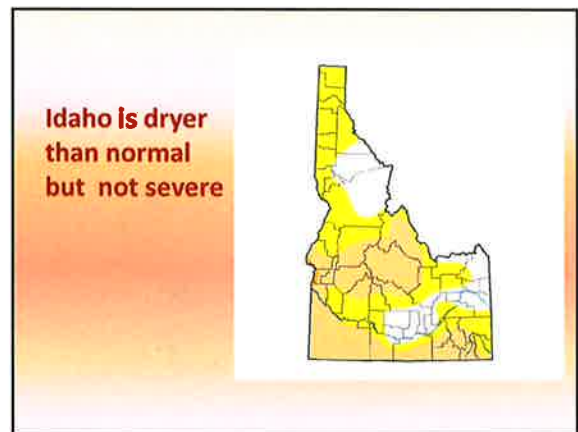 Idaho is dryer
than normal
but not severe